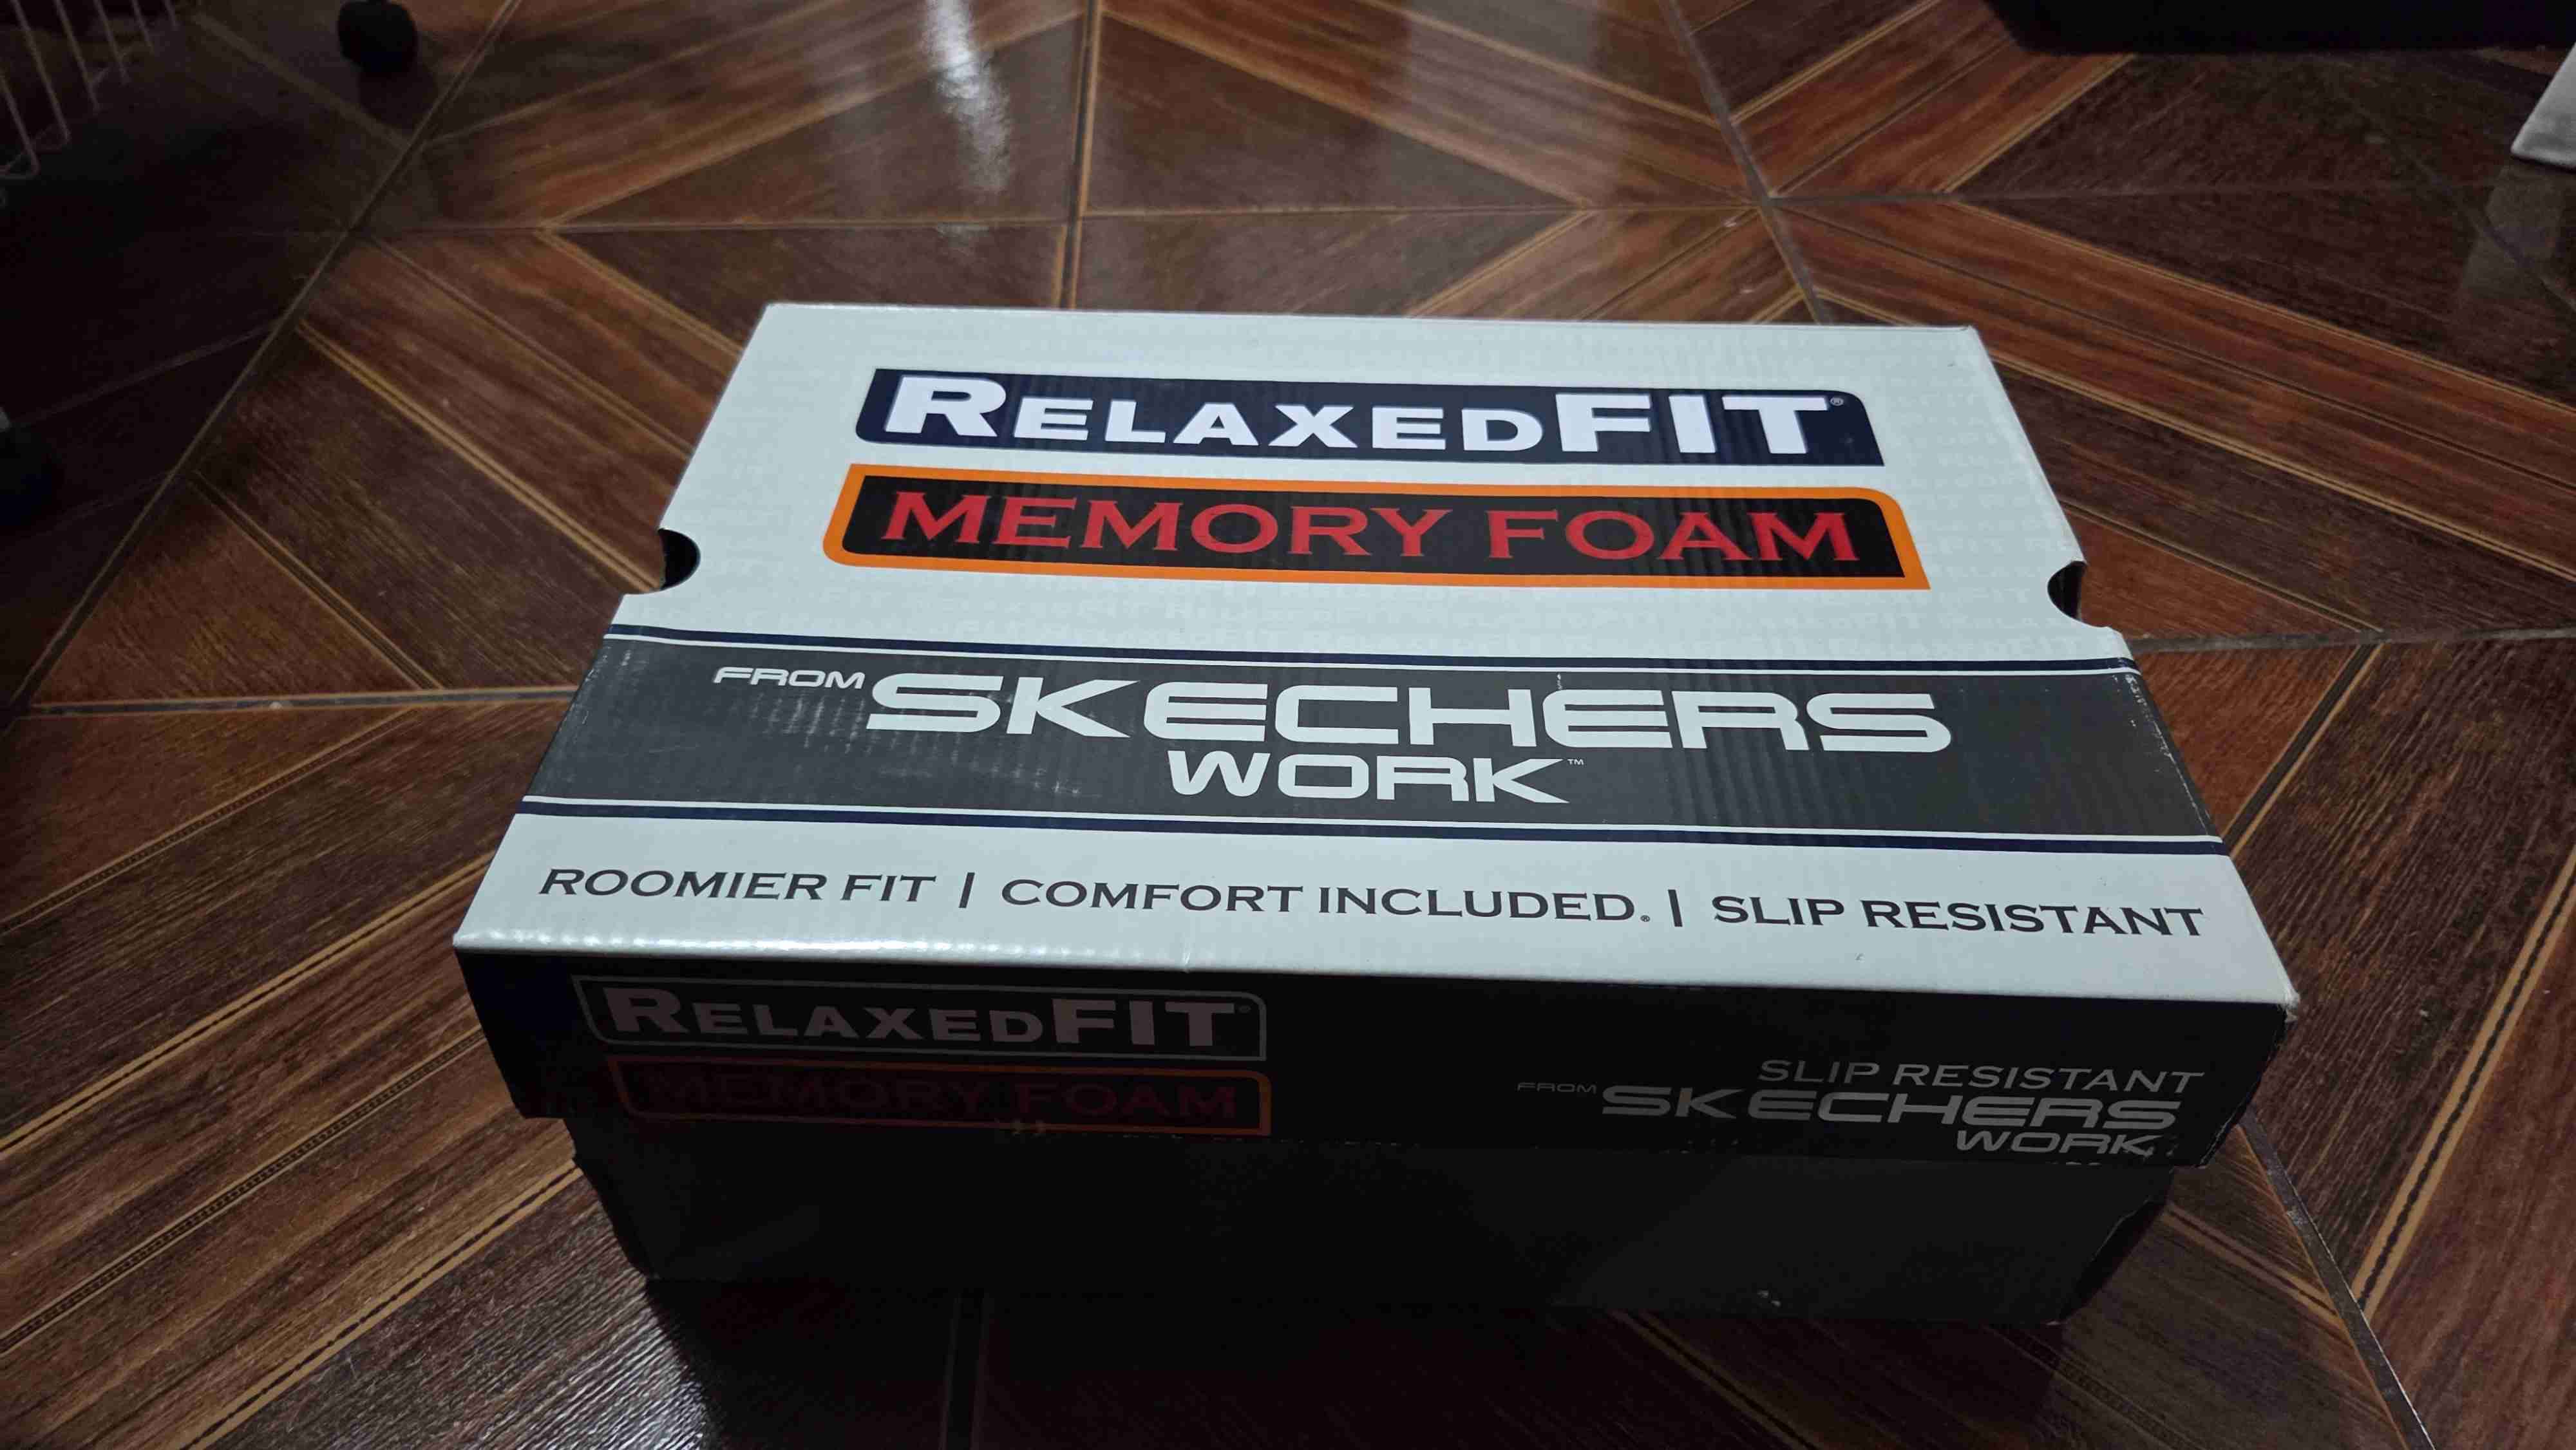 RELAXEDFIT®
MEMORY FOAM
FROM SKECHERS
WORK™
ROOMIER FIT | COMFORT INCLUDED. | SLIP RESISTANT
RELAXEDFIT®
MEMORY FOAM
SLIP RESISTANT
FROM SKECHERS
WORK